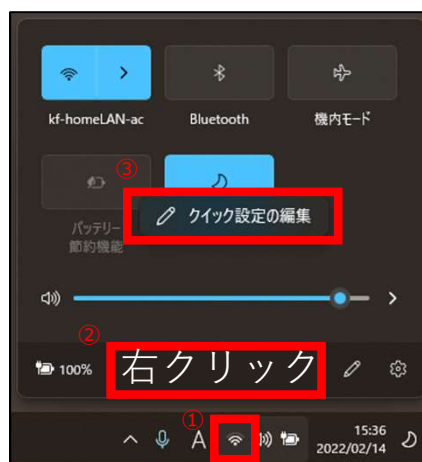 kf-homeLAN-ac
Bluetooth
機内モード
③
クイック設定の編集
バッテリー
節約機能
②
100%
右クリック
①
A
15:36
2022/02/14